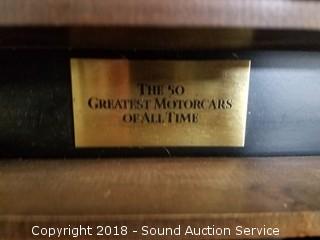 The 50
Greatest Motorcars
of All Time
Copyright 2018 - Sound Auction Service